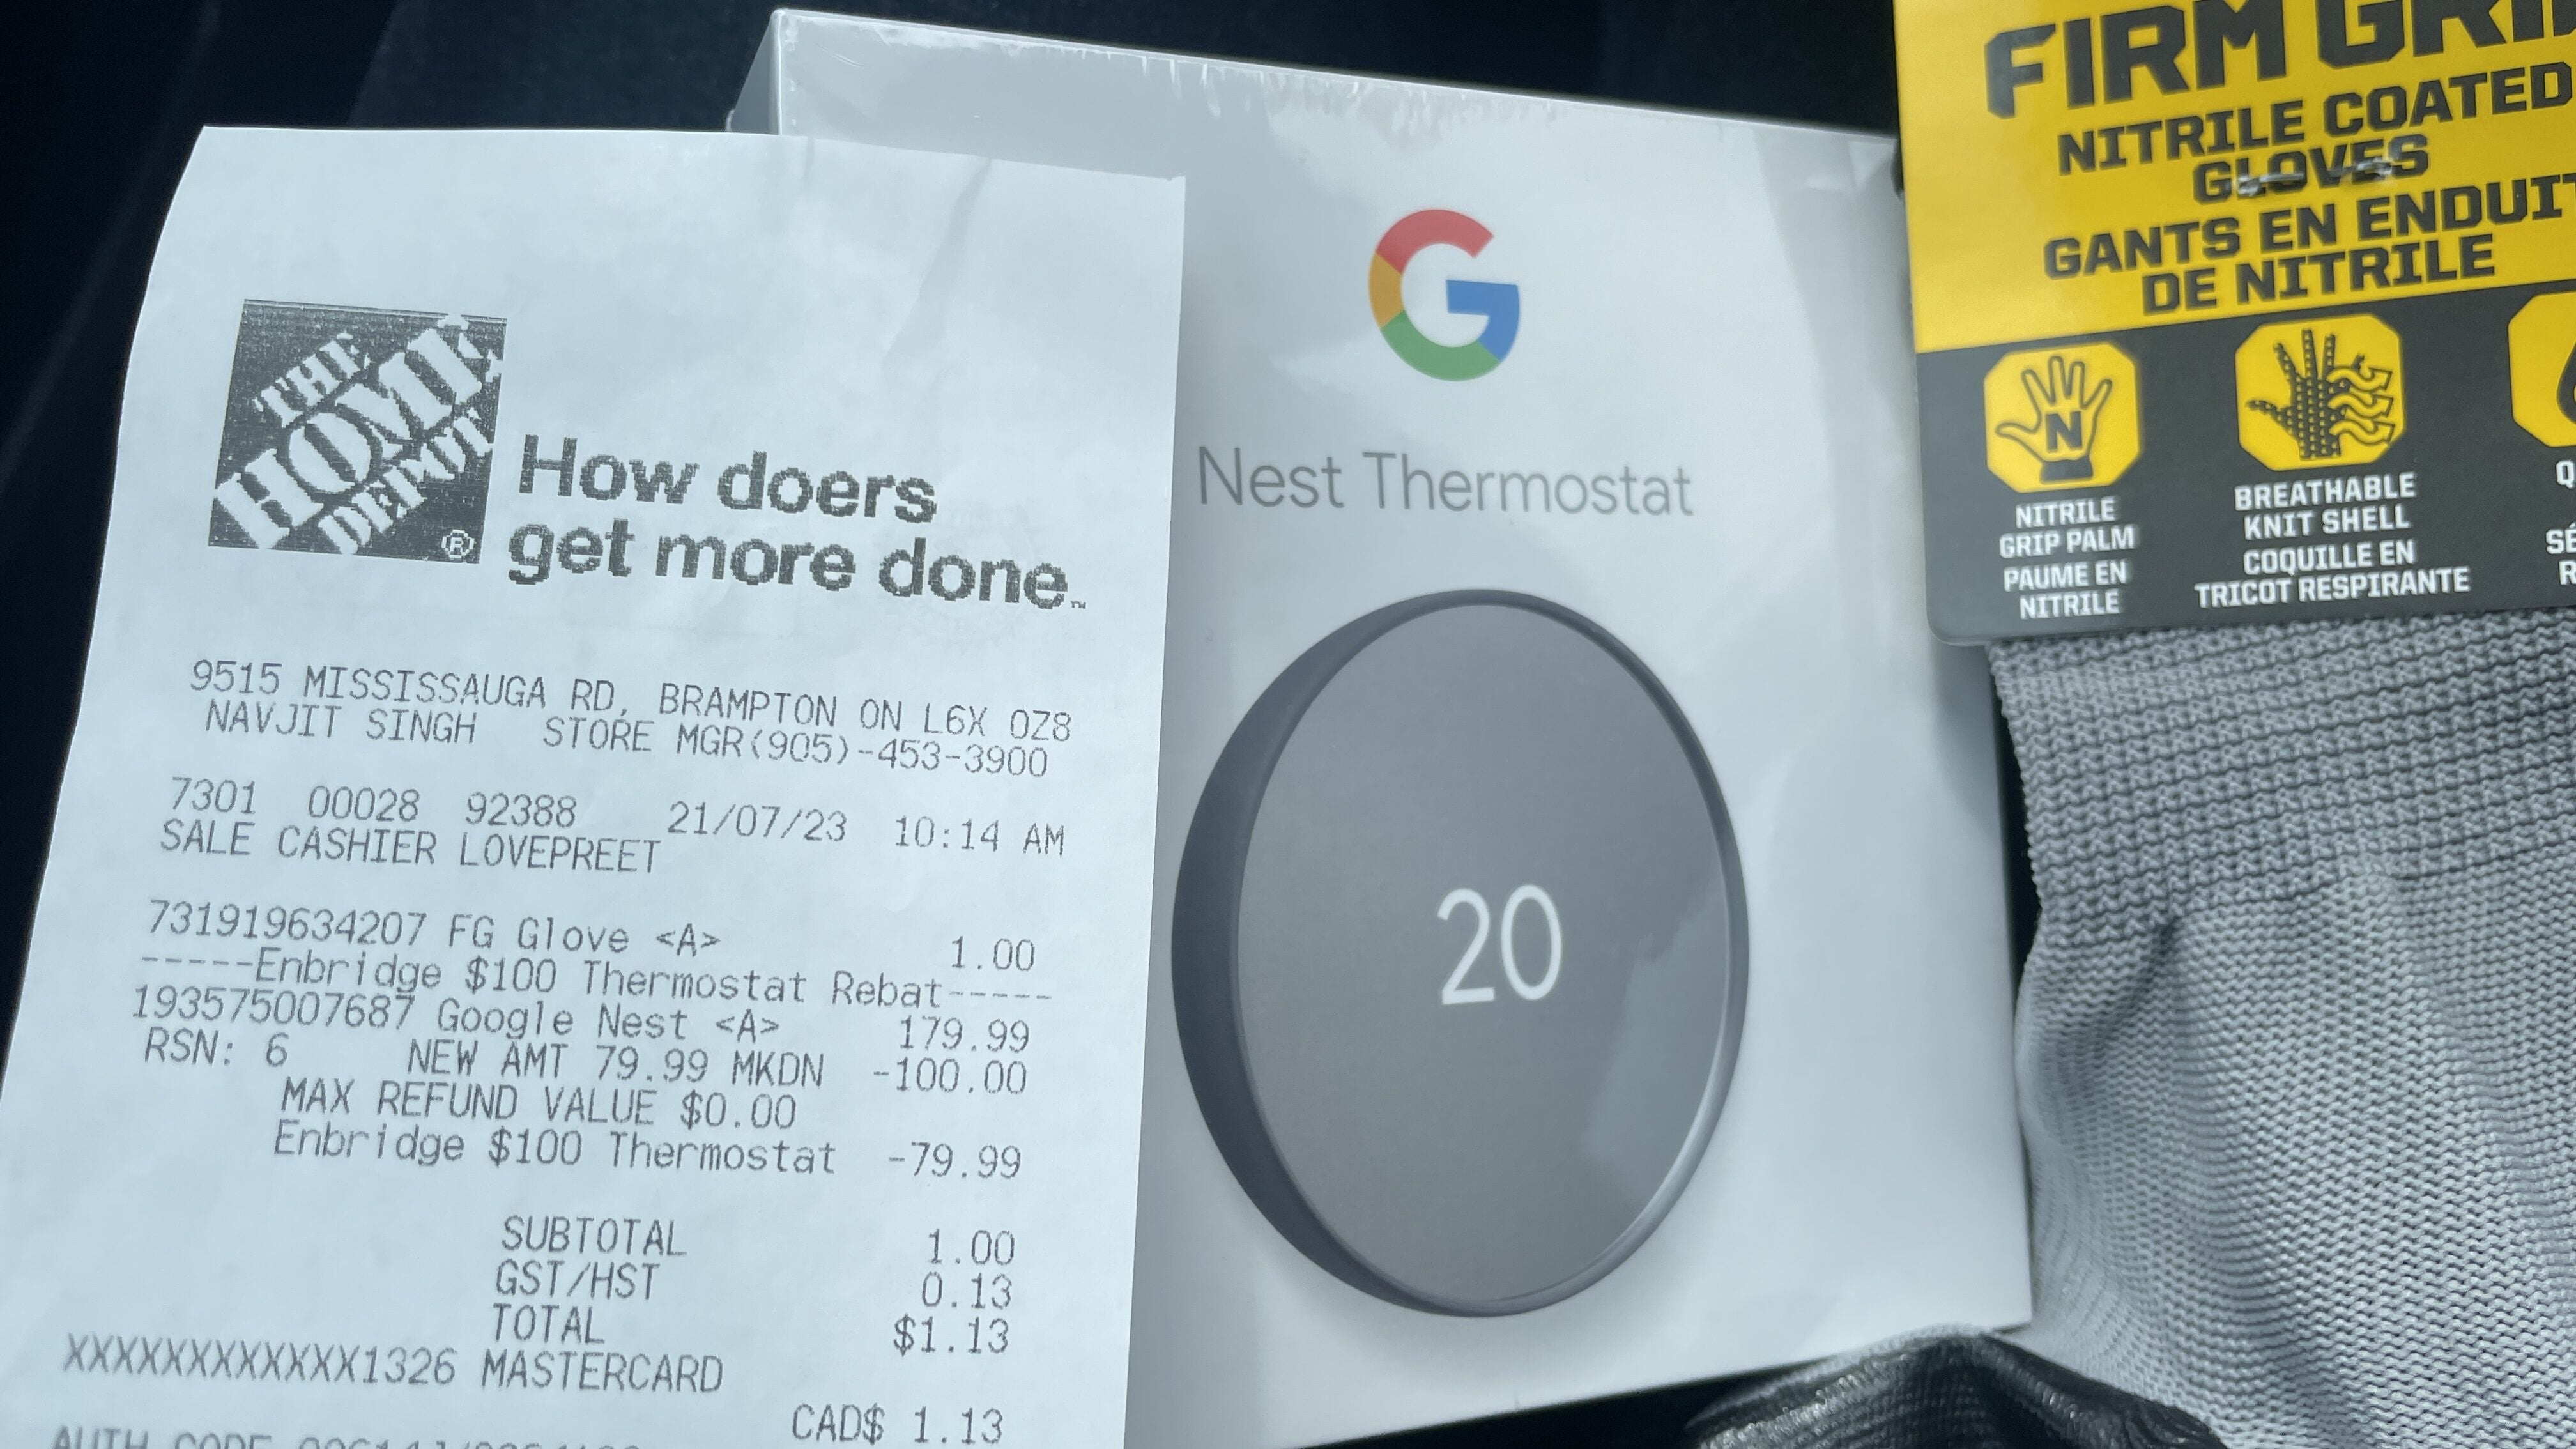 THE
HOME
DEPOT
®
How doers
get more done.™
9515 MISSISSAUGA RD, BRAMPTON ON L6X 0Z8
NAVJIT SINGH STORE MGR(905)-453-3900
7301 00028 92388 21/07/23 10:14 AM
SALE CASHIER LOVEPREET
731919634207 FG Glove <A> 1.00
-----Enbridge $100 Thermostat Rebat-----
193575007687 Google Nest <A> 179.99
RSN: 6 NEW AMT 79.99 MKDN -100.00
MAX REFUND VALUE $0.00
Enbridge $100 Thermostat -79.99
SUBTOTAL 1.00
GST/HST 0.13
TOTAL $1.13
XXXXXXXXXXXX1326 MASTERCARD
CAD$ 1.13
AUTH CODE
G
Nest Thermostat
20
FIRM GRIP
NITRILE COATED
GLOVES
GANTS EN ENDUIT
DE NITRILE
N
NITRILE
GRIP PALM
PAUME EN
NITRILE
BREATHABLE
KNIT SHELL
COQUILLE EN
TRICOT RESPIRANTE